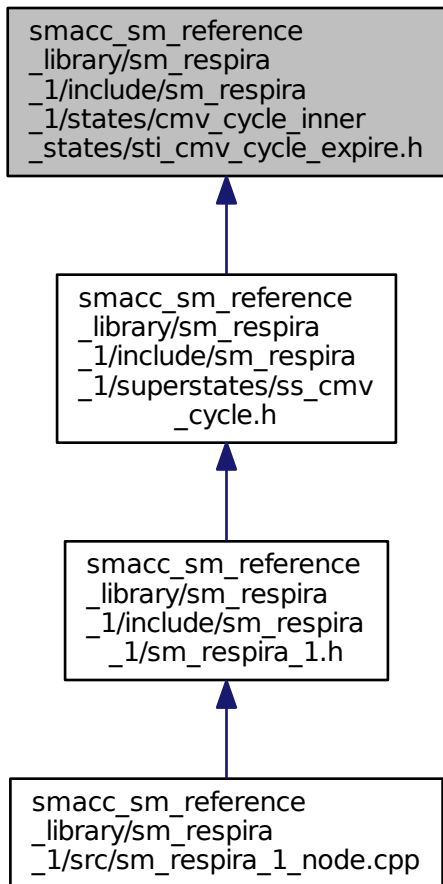 smacc_sm_reference
_library/sm_respira
_1/include/sm_respira
_1/states/cmv_cycle_inner
_states/sti_cmv_cycle_expire.h
smacc_sm_reference
_library/sm_respira
_1/include/sm_respira
_1/superstates/ss_cmv
_cycle.h
smacc_sm_reference
_library/sm_respira
_1/include/sm_respira
_1/sm_respira_1.h
smacc_sm_reference
_library/sm_respira
_1/src/sm_respira_1_node.cpp